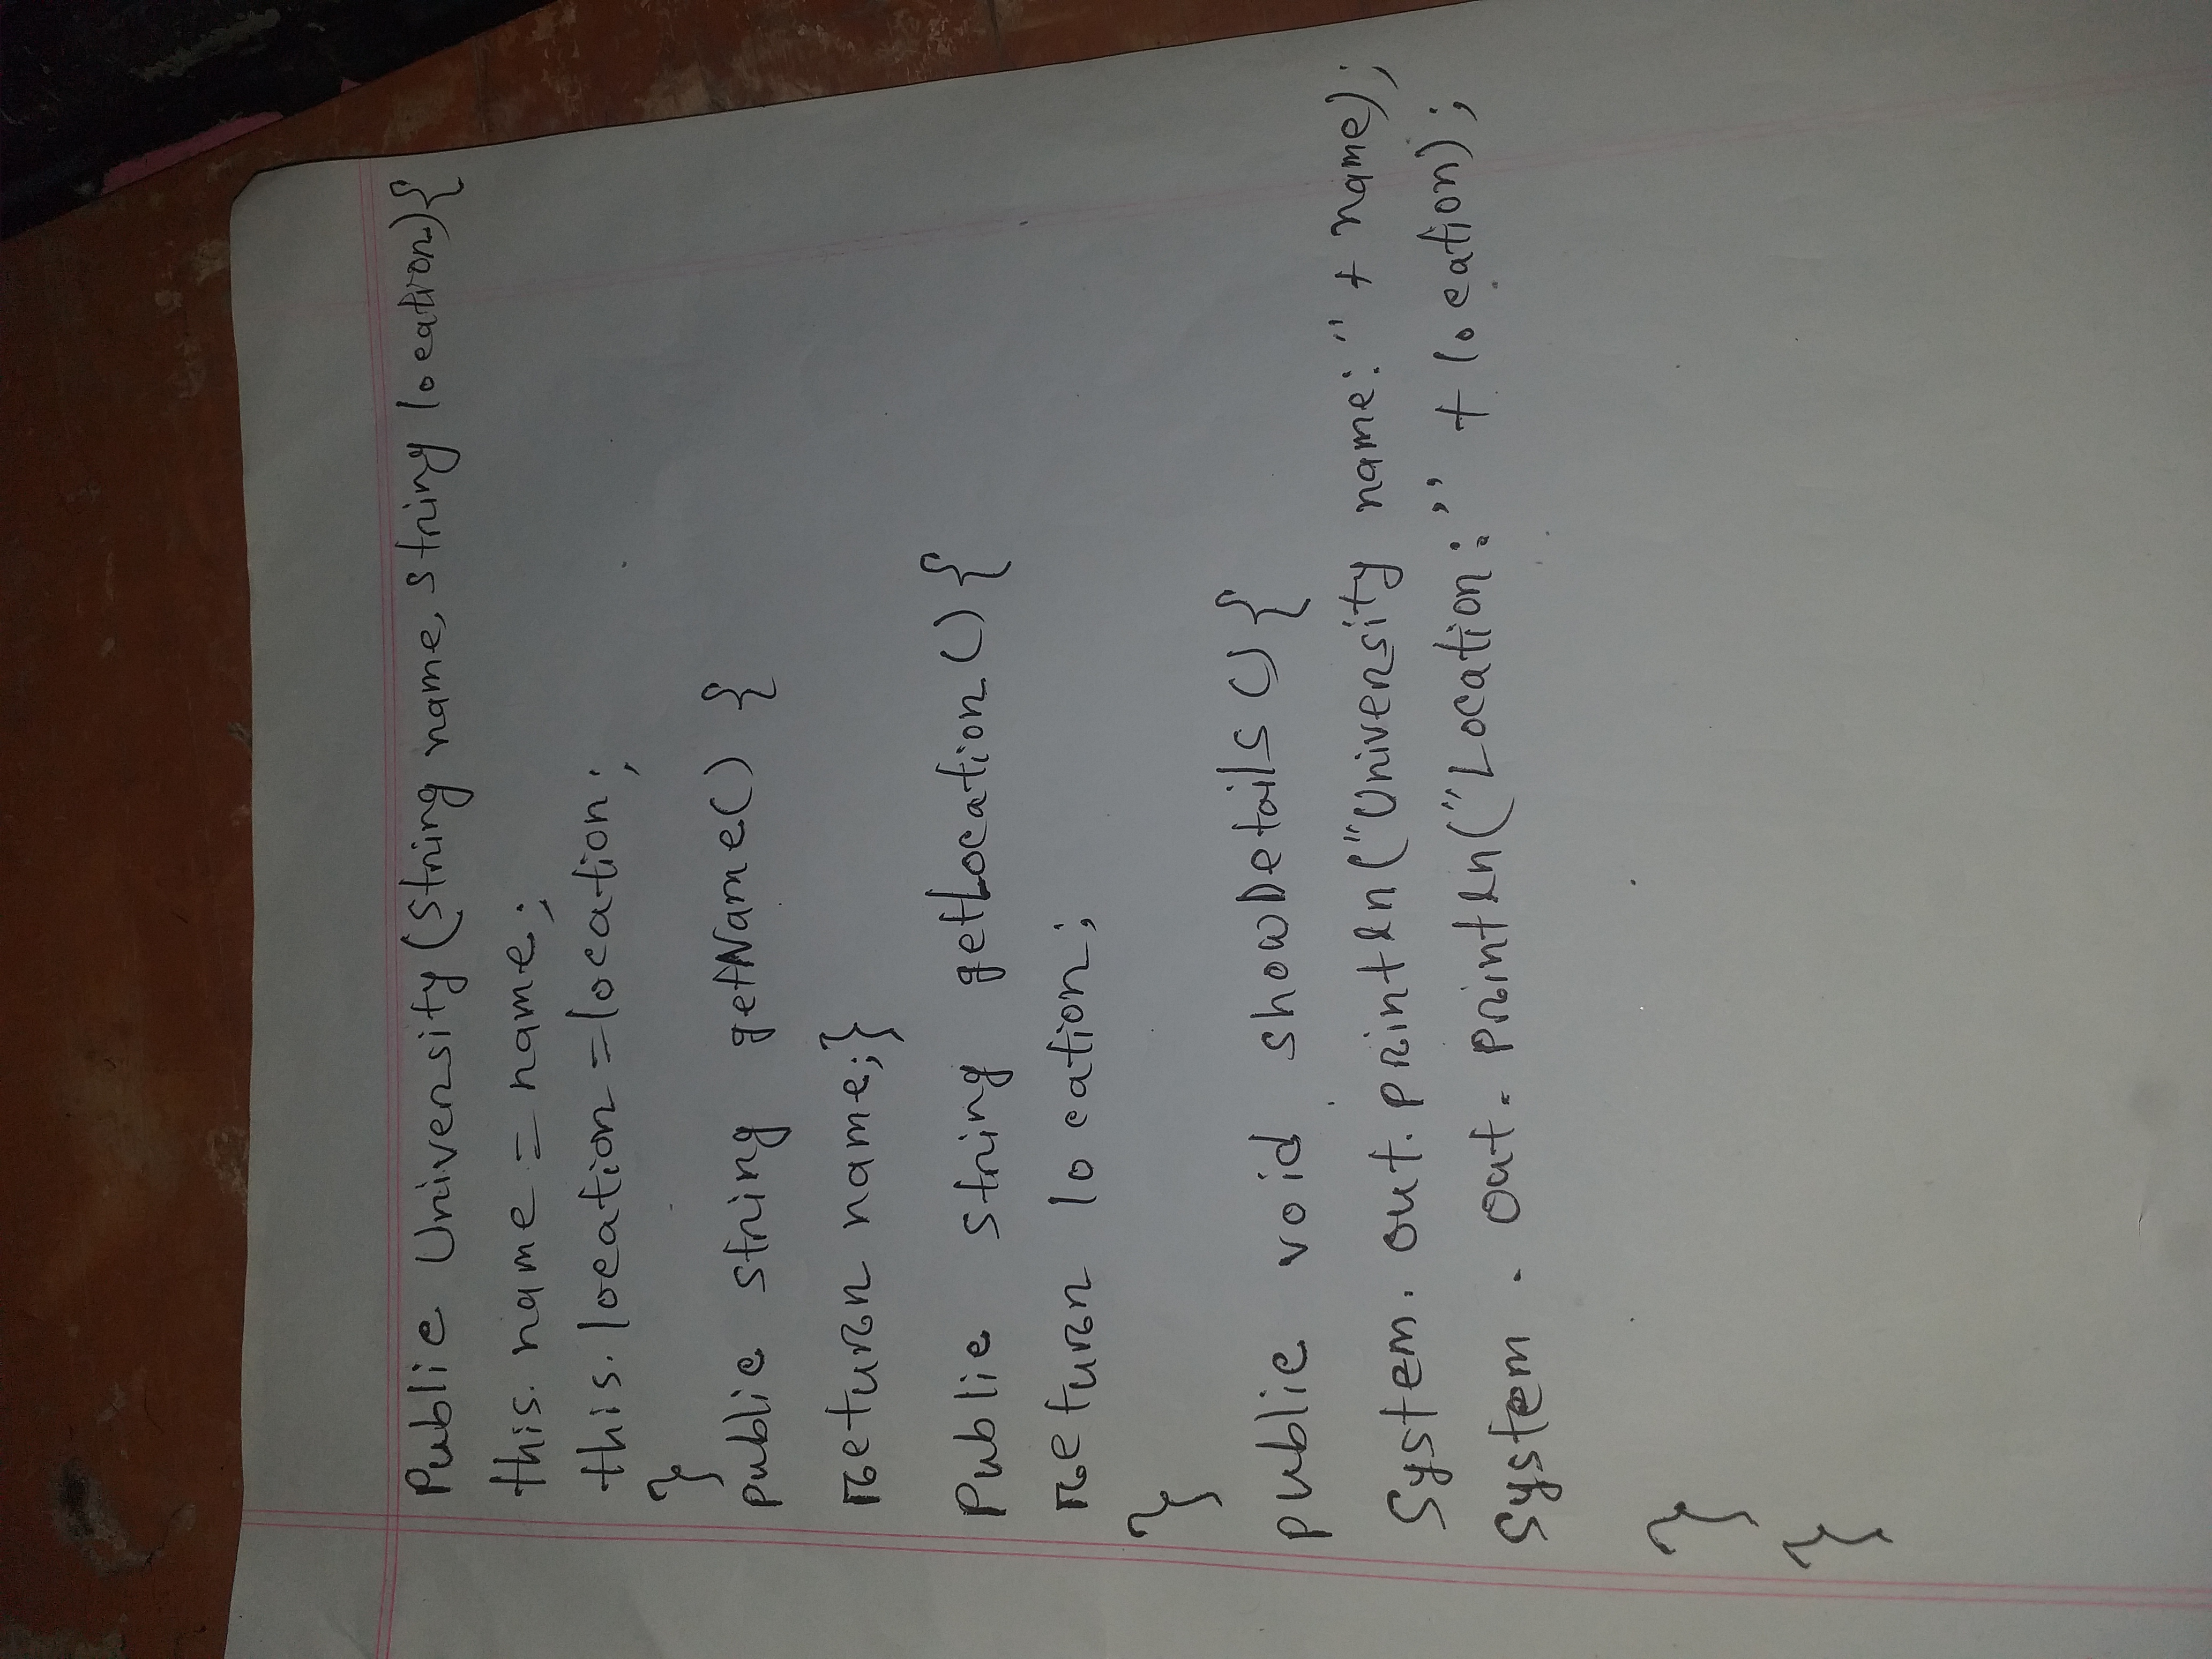 Public University (String name, string location){
this. name = name;
this. location = location;
}
public string getName() {
return name;}
Public string getLocation () {
return location;
}
public void showDetails () {
System. out. println ("University name:" + name);
System . out. println ("Location:" + location);
}
}